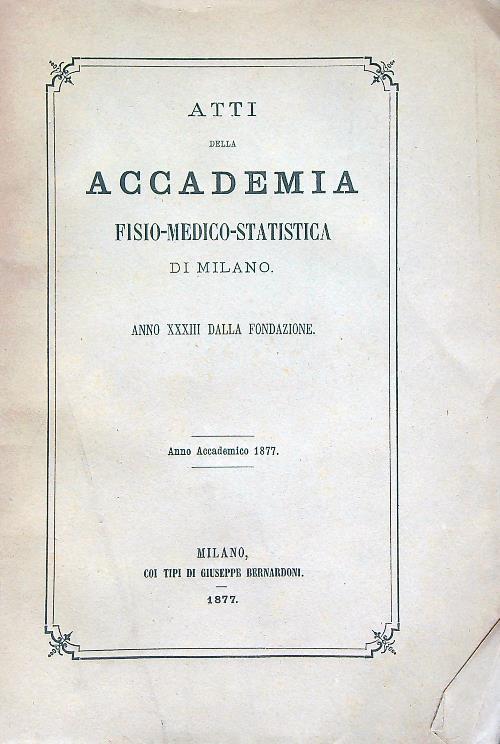 ATTI
DELLA
ACCADEMIA
FISIO-MEDICO-STATISTICA
DI MILANO.
ANNO XXXIII DALLA FONDAZIONE.
Anno Accademico 1877.
MILANO,
COI TIPI DI GIUSEPPE BERNARDONI.
1877.